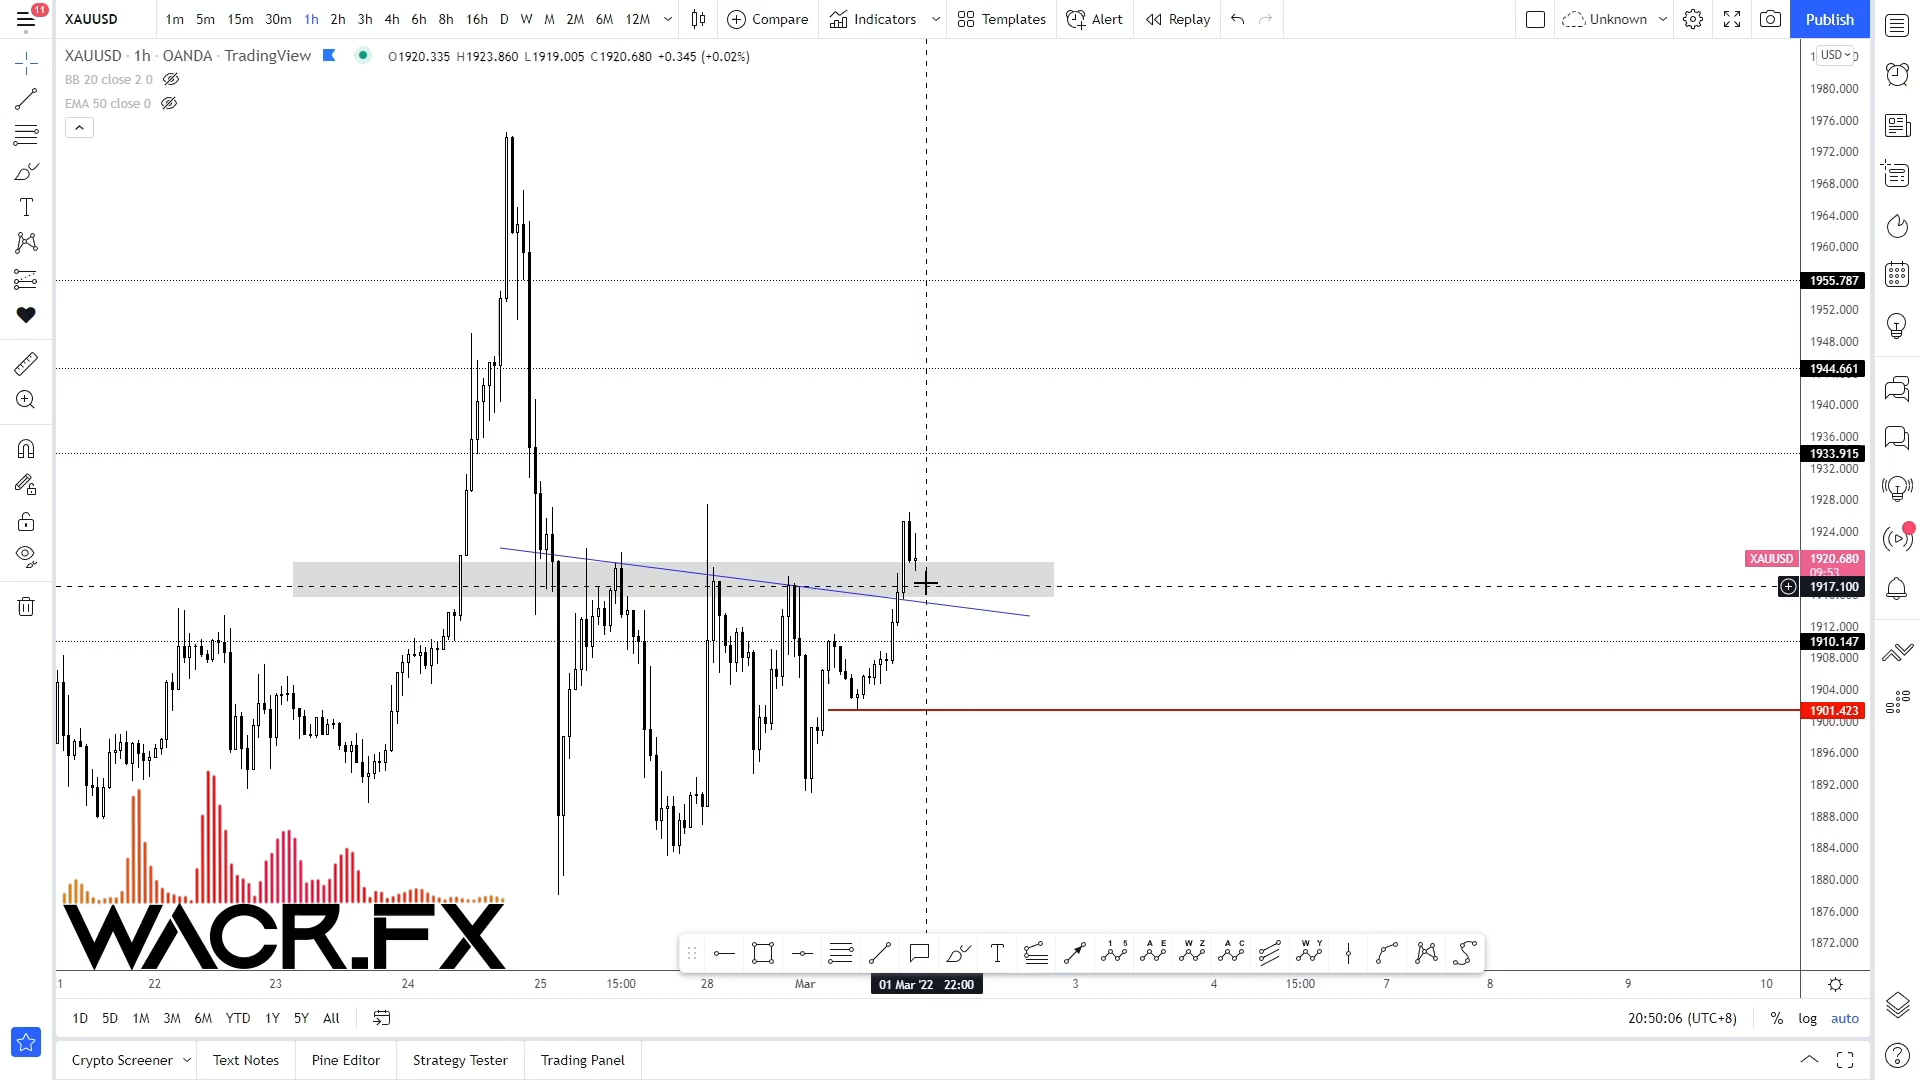 11
XAUUSD 1m 5m 15m 30m 1h 2h 3h 4h 6h 8h 16h D W M 2M 6M 12M Compare Indicators Templates Alert Replay Unknown Publish
XAUUSD · 1h · OANDA · TradingView O1920.335 H1923.860 L1919.005 C1920.680 +0.345 (+0.02%)
BB 20 close 2 0
EMA 50 close 0
USD
1980.000
1976.000
1972.000
1968.000
1964.000
1960.000
1955.787
1952.000
1948.000
1944.661
1940.000
1936.000
1933.915
1932.000
1928.000
1924.000
XAUUSD 1920.680
09:53
1917.100
1912.000
1910.147
1908.000
1904.000
1901.423
1900.000
1896.000
1892.000
1888.000
1884.000
1880.000
1876.000
1872.000
WACR.FX
1 5 A E W Z A C W Y
22 23 24 25 15:00 28 Mar 01 Mar '22 22:00 3 4 15:00 7 8 9 10
1D 5D 1M 3M 6M YTD 1Y 5Y All 20:50:06 (UTC+8) % log auto
Crypto Screener Text Notes Pine Editor Strategy Tester Trading Panel